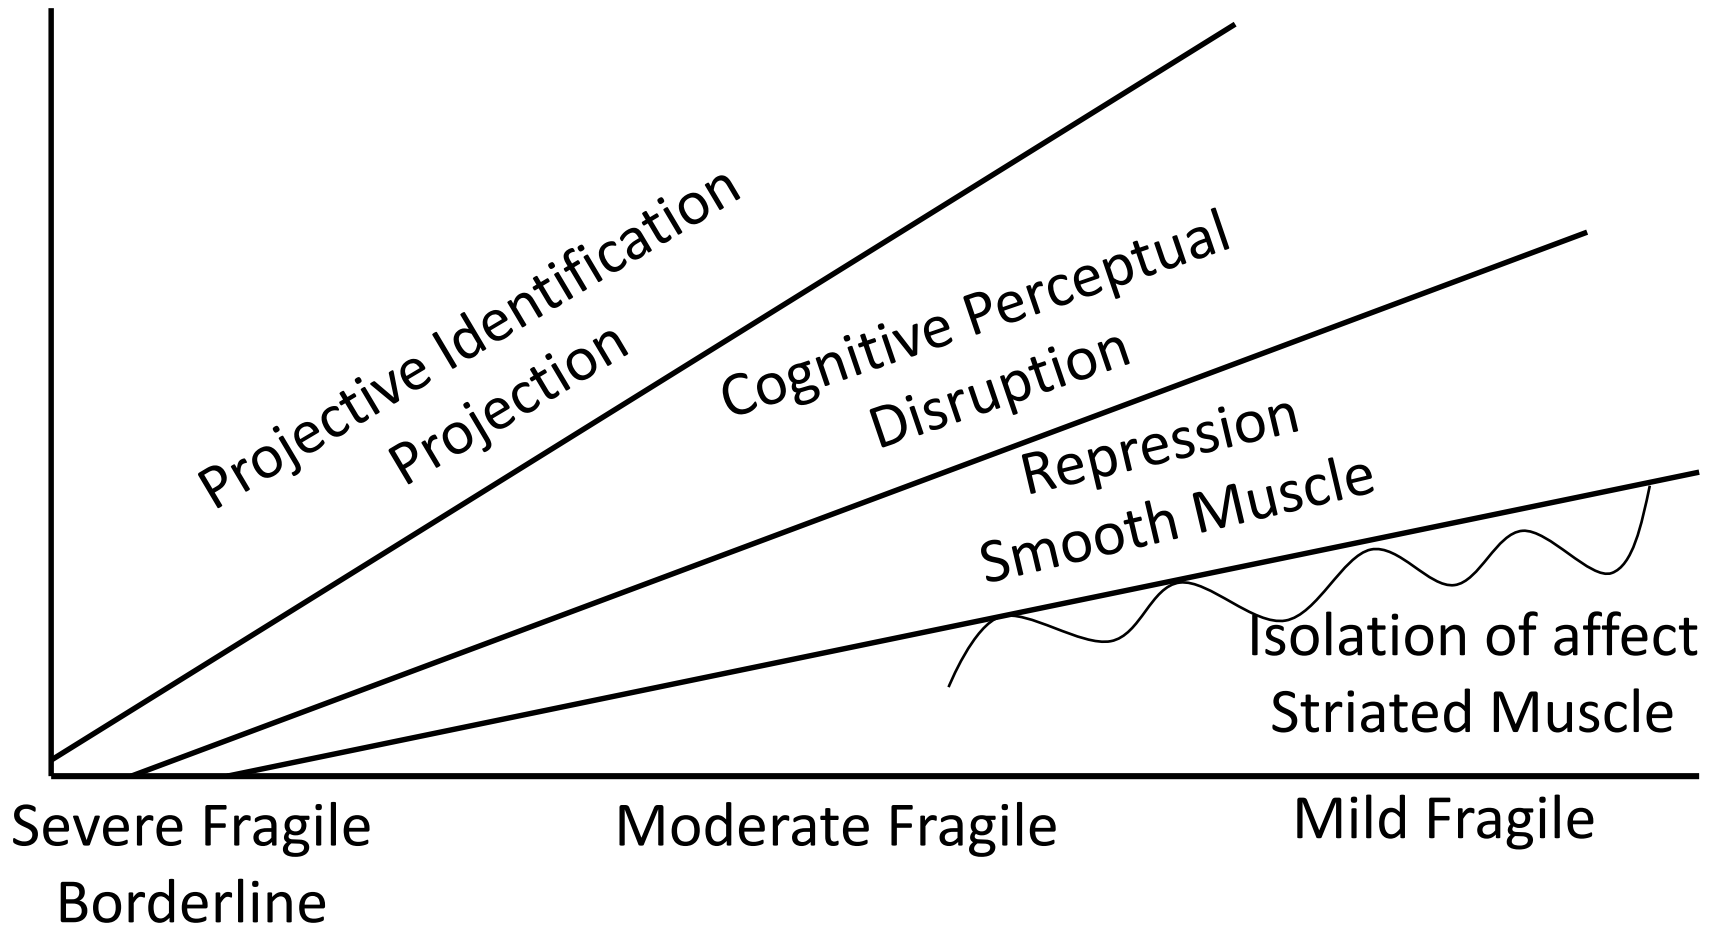 Projective Identification
Projection
Cognitive Perceptual
Disruption
Repression
Smooth Muscle
Isolation of affect
Striated Muscle
Severe Fragile
Borderline
Moderate Fragile
Mild Fragile